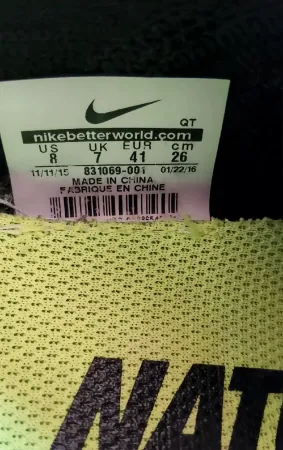 QT
nikebetterworld.com
US UK EUR cm
8 7 41 26
11/11/15 831069-001 01/22/16
MADE IN CHINA
FABRIQUE EN CHINE
NAT